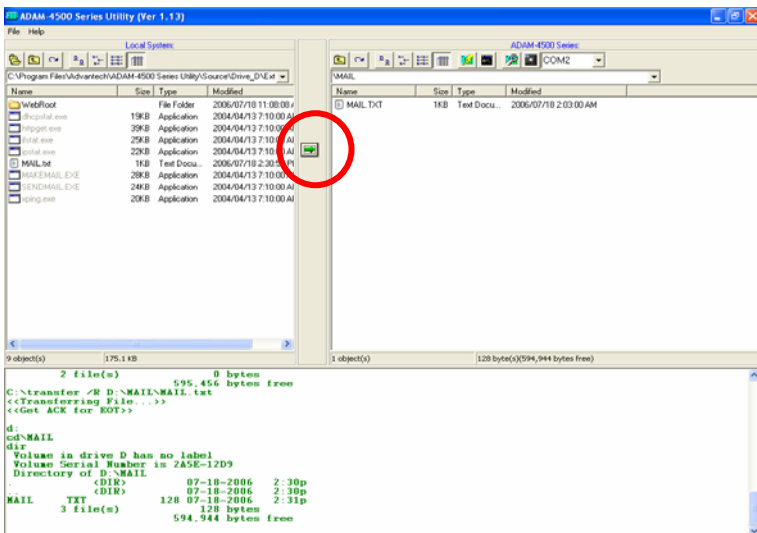 ADAM-4500 Series Utility (Ver 1.13)
File Help
Local System:
ADAM-4500 Series:
COM2
C:\Program Files\Advantech\ADAM-4500 Series Utility\Source\Drive_D\Ext
\MAIL
Name Size Type Modified
Name Size Type Modified
WebRoot File Folder 2006/07/18 11:08:00
MAIL.TXT 1KB Text Docu... 2006/07/18 2:03:00 AM
dhcpstat.exe 19KB Application 2004/04/13 7:10:00 A
httpget.exe 39KB Application 2004/04/13 7:10:00
ifstat.exe 25KB Application 2004/04/13 7:10:0
ipstat.exe 22KB Application 2004/04/13 7:10:0
MAIL.txt 1KB Text Docu... 2006/07/18 2:30:5
MAKEMAIL.EXE 28KB Application 2004/04/13 7:10:00
SENDMAIL.EXE 24KB Application 2004/04/13 7:10:00 A
xping.exe 20KB Application 2004/04/13 7:10:00 A
9 object(s) 175.1 KB
1 object(s) 128 byte(s)(594,944 bytes free)
2 file(s) 0 bytes
595,456 bytes free
C:\transfer /R D:\MAIL\MAIL.txt
<<Transferring File...>>
<<Get ACK for EOT>>
d:
cd\MAIL
dir
Volume in drive D has no label
Volume Serial Number is 2A5E-12D9
Directory of D:\MAIL
. <DIR> 07-18-2006 2:30p
.. <DIR> 07-18-2006 2:30p
MAIL TXT 128 07-18-2006 2:31p
3 file(s) 128 bytes
594,944 bytes free